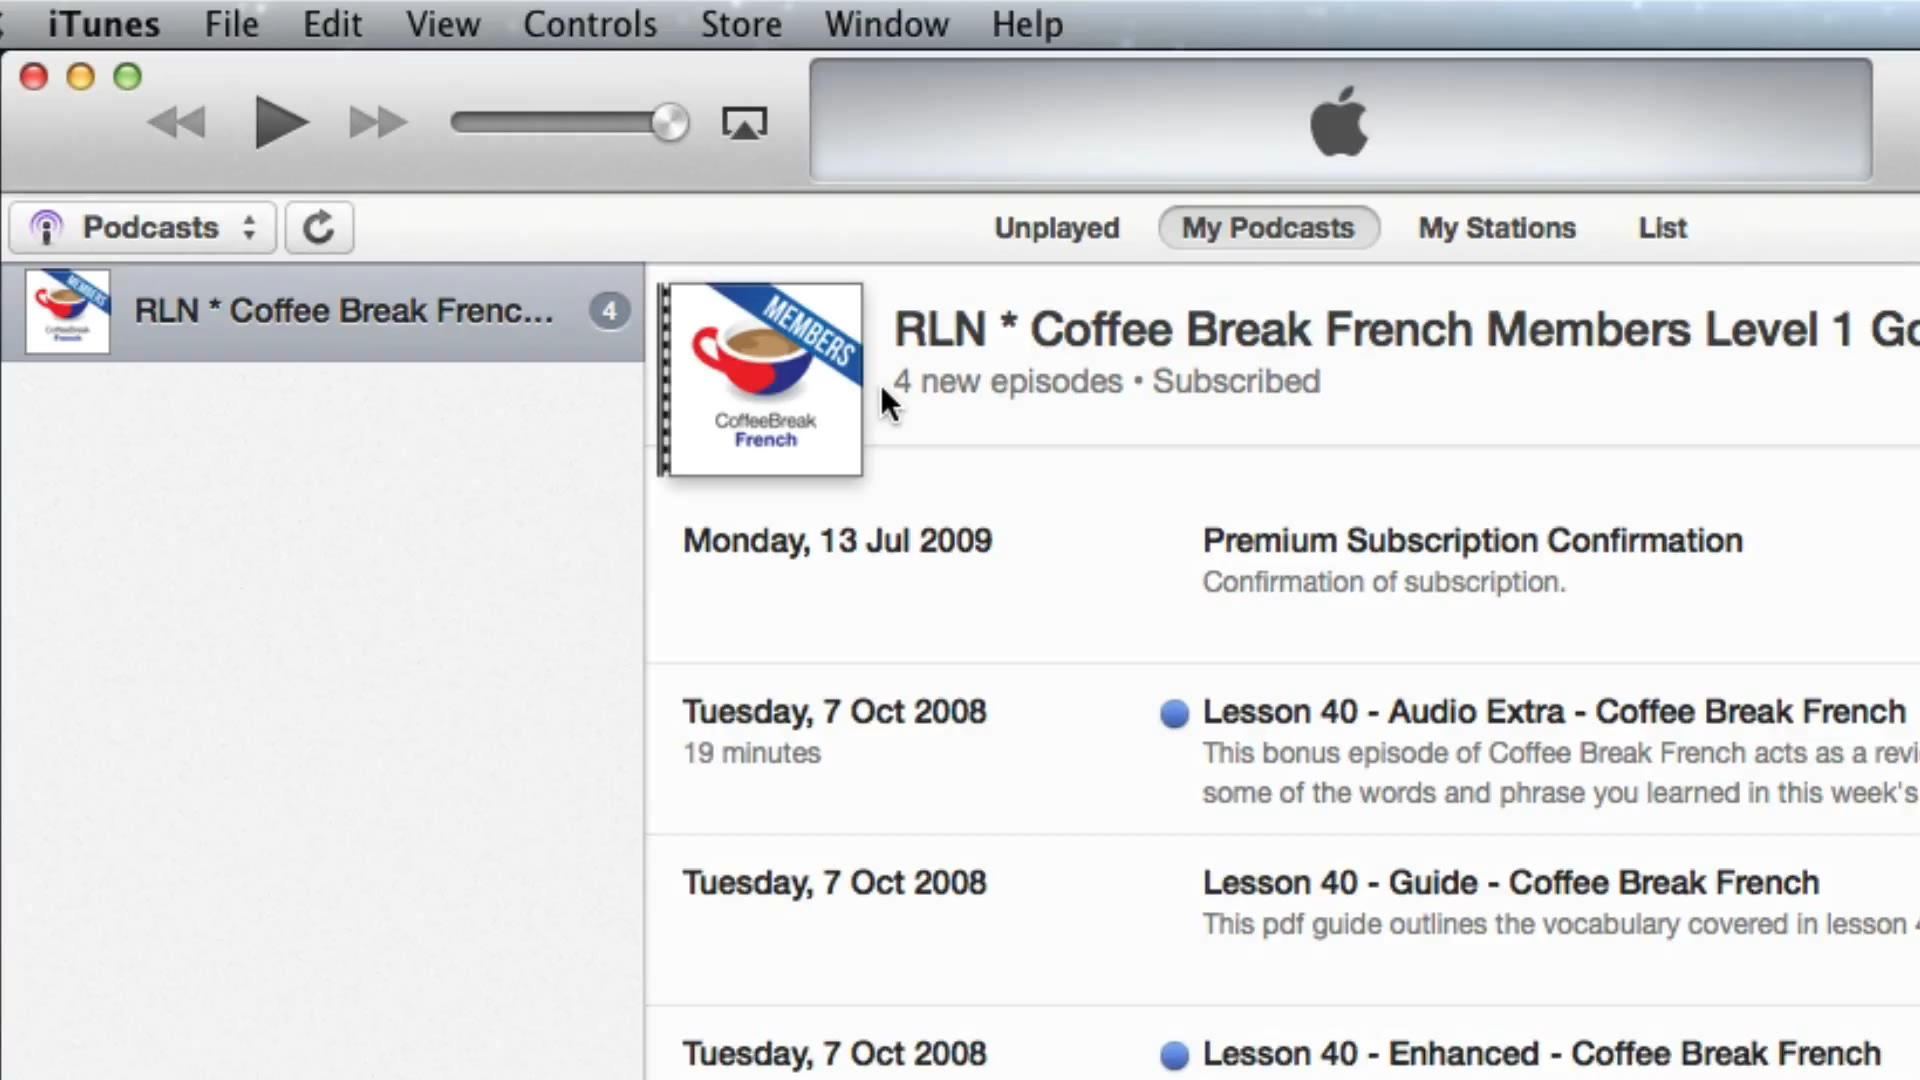 iTunes File Edit View Controls Store Window Help
Podcasts
Unplayed My Podcasts My Stations List
RLN * Coffee Break Frenc... 4
MEMBERS
CoffeeBreak
French
MEMBERS
CoffeeBreak
French
RLN * Coffee Break French Members Level 1 Go
4 new episodes • Subscribed
Monday, 13 Jul 2009
Premium Subscription Confirmation
Confirmation of subscription.
Tuesday, 7 Oct 2008
19 minutes
Lesson 40 - Audio Extra - Coffee Break French
This bonus episode of Coffee Break French acts as a revi
some of the words and phrase you learned in this week's
Tuesday, 7 Oct 2008
Lesson 40 - Guide - Coffee Break French
This pdf guide outlines the vocabulary covered in lesson
Tuesday, 7 Oct 2008
Lesson 40 - Enhanced - Coffee Break French